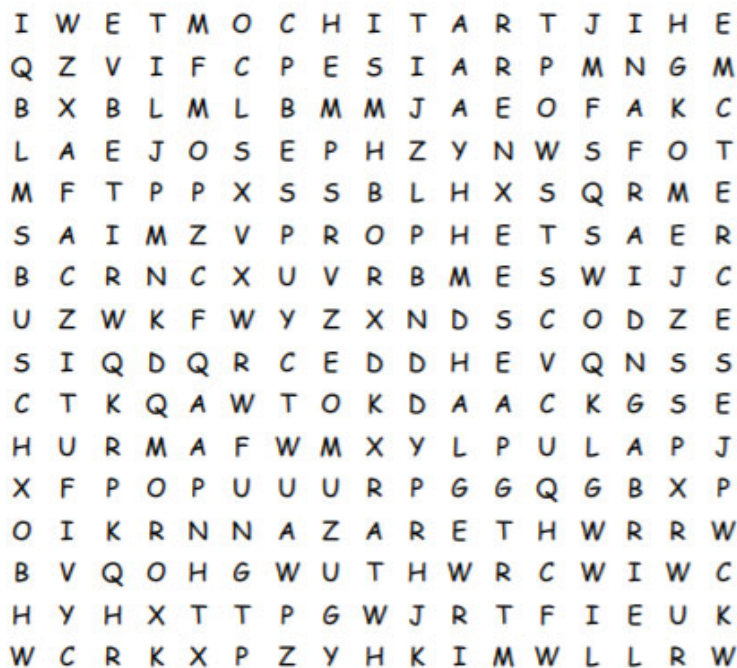 I W E T M O C H I T A R T J I H E
Q Z V I F C P E S I A R P M N G M
B X B L M L B M M J A E O F A K C
L A E J O S E P H Z Y N W S F O T
M F T P P X S S B L H X S Q R M E
S A I M Z V P R O P H E T S A E R
B C R N C X U V R B M E S W I J C
U Z W K F W Y Z X N D S C O D Z E
S I Q D Q R C E D D H E V Q N S S
C T K Q A W T O K D A A C K G S E
H U R M A F W M X Y L P U L A P J
X F P O P U U U R P G G Q G B X P
O I K R N N A Z A R E T H W R R W
B V Q O H G W U T H W R C W I W C
H Y H X T T P G W J R T F I E U K
W C R K X P Z Y H K I M W L L R W